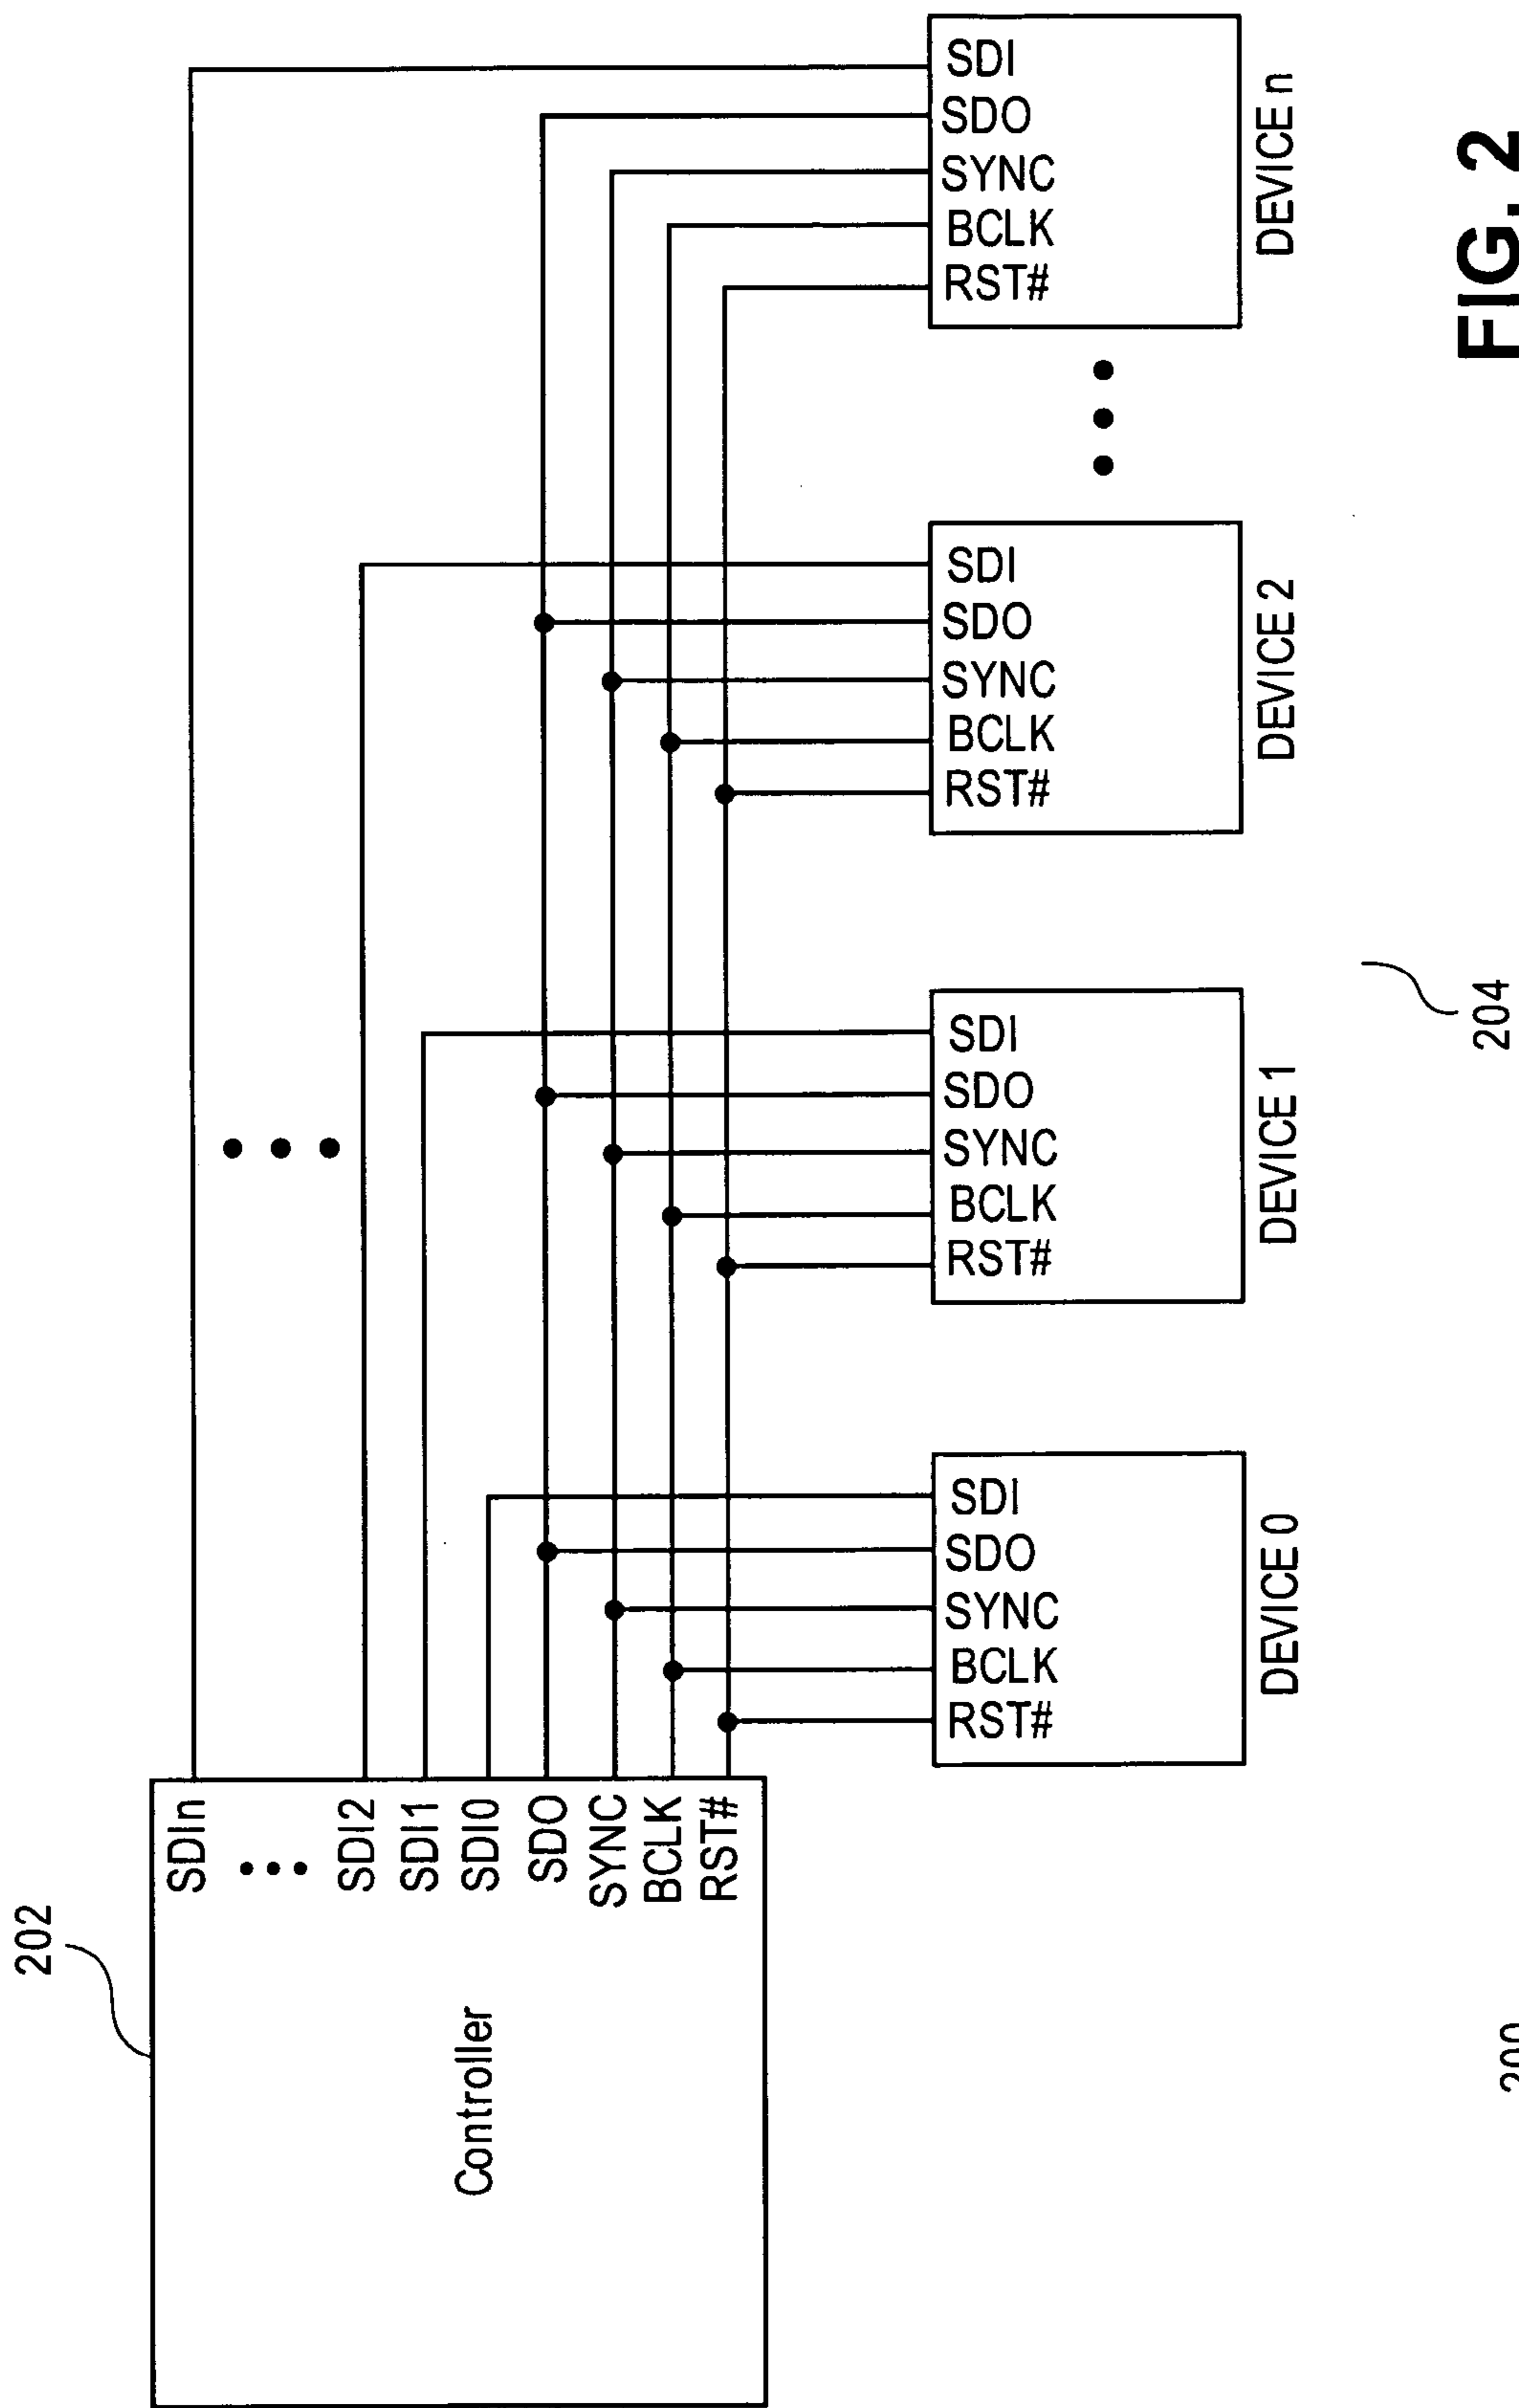 202
Controller
SDIn
SDI2
SDI1
SDI0
SDO
SYNC
BCLK
RST#
RST#
BCLK
SYNC
SDO
SDI
DEVICE 0
RST#
BCLK
SYNC
SDO
SDI
DEVICE 1
RST#
BCLK
SYNC
SDO
SDI
DEVICE 2
RST#
BCLK
SYNC
SDO
SDI
DEVICE n
204
FIG. 2